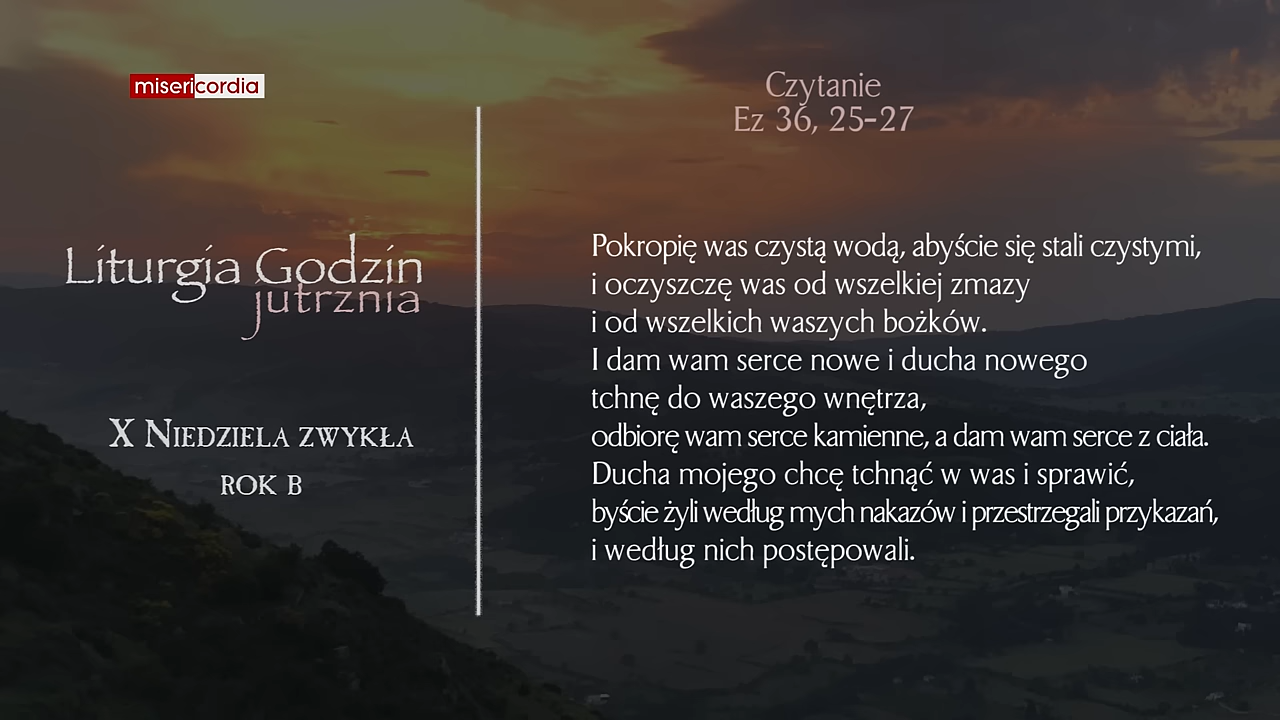 misericordia
Liturgia Godzin
jutrznia
X Niedziela zwykła
rok B
Czytanie
Ez 36, 25-27
Pokropię was czystą wodą, abyście się stali czystymi,
i oczyszczę was od wszelkiej zmazy
i od wszelkich waszych bożków.
I dam wam serce nowe i ducha nowego
tchnę do waszego wnętrza,
odbiorę wam serce kamienne, a dam wam serce z ciała.
Ducha mojego chcę tchnąć w was i sprawić,
byście żyli według mych nakazów i przestrzegali przykazań,
i według nich postępowali.